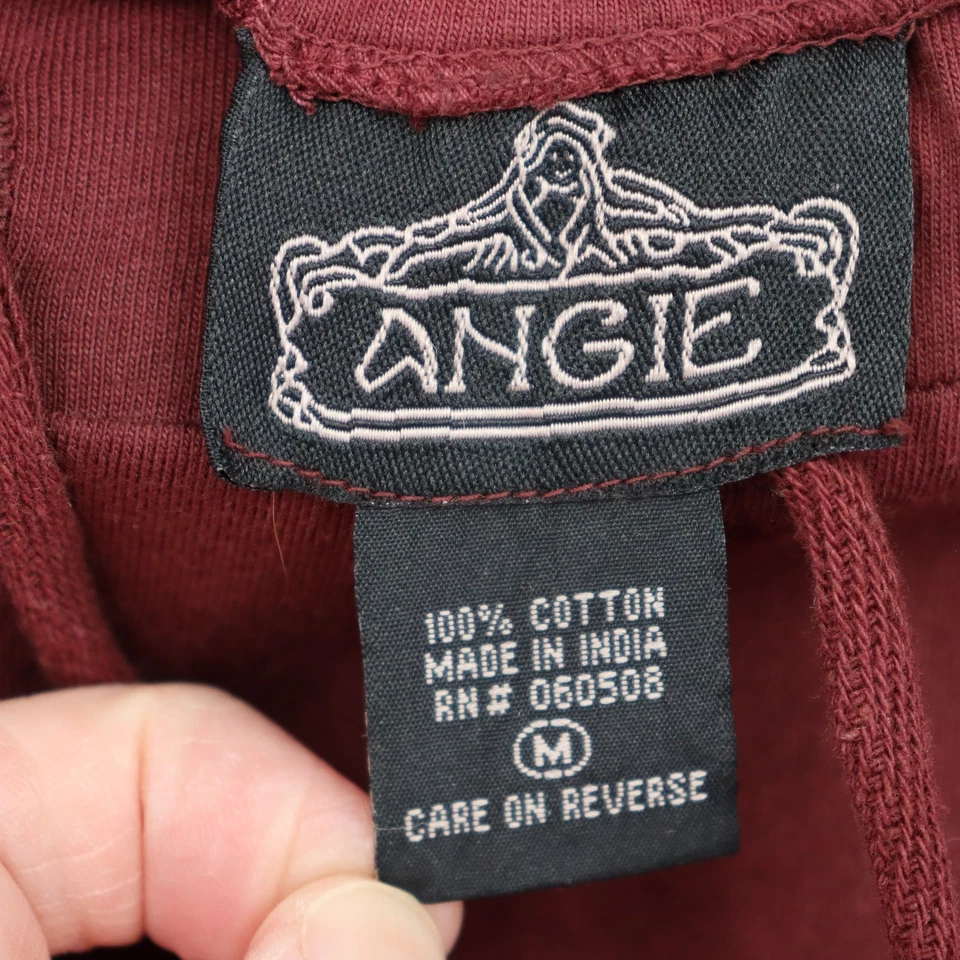 ANGIE
100% COTTON
MADE IN INDIA
RN# 060508
M
CARE ON REVERSE